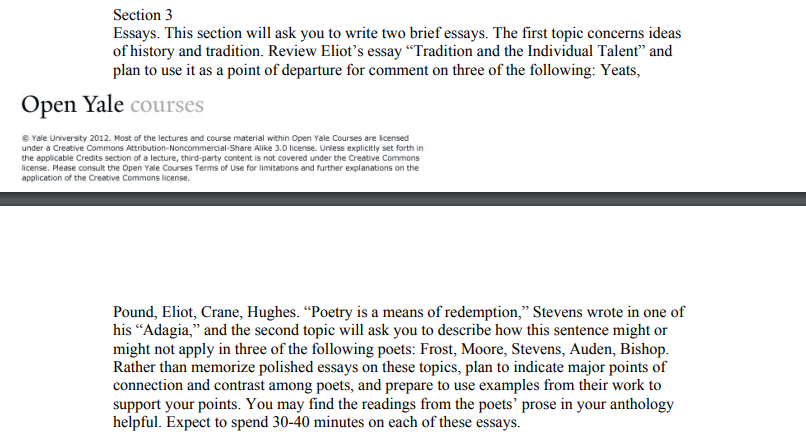 Section 3
Essays. This section will ask you to write two brief essays. The first topic concerns ideas
of history and tradition. Review Eliot’s essay “Tradition and the Individual Talent” and
plan to use it as a point of departure for comment on three of the following: Yeats,
Open Yale courses
© Yale University 2012. Most of the lectures and course material within Open Yale Courses are licensed
under a Creative Commons Attribution-Noncommercial-Share Alike 3.0 license. Unless explicitly set forth in
the applicable Credits section of a lecture, third-party content is not covered under the Creative Commons
license. Please consult the Open Yale Courses Terms of Use for limitations and further explanations on the
application of the Creative Commons license.
Pound, Eliot, Crane, Hughes. “Poetry is a means of redemption,” Stevens wrote in one of
his “Adagia,” and the second topic will ask you to describe how this sentence might or
might not apply in three of the following poets: Frost, Moore, Stevens, Auden, Bishop.
Rather than memorize polished essays on these topics, plan to indicate major points of
connection and contrast among poets, and prepare to use examples from their work to
support your points. You may find the readings from the poets’ prose in your anthology
helpful. Expect to spend 30-40 minutes on each of these essays.